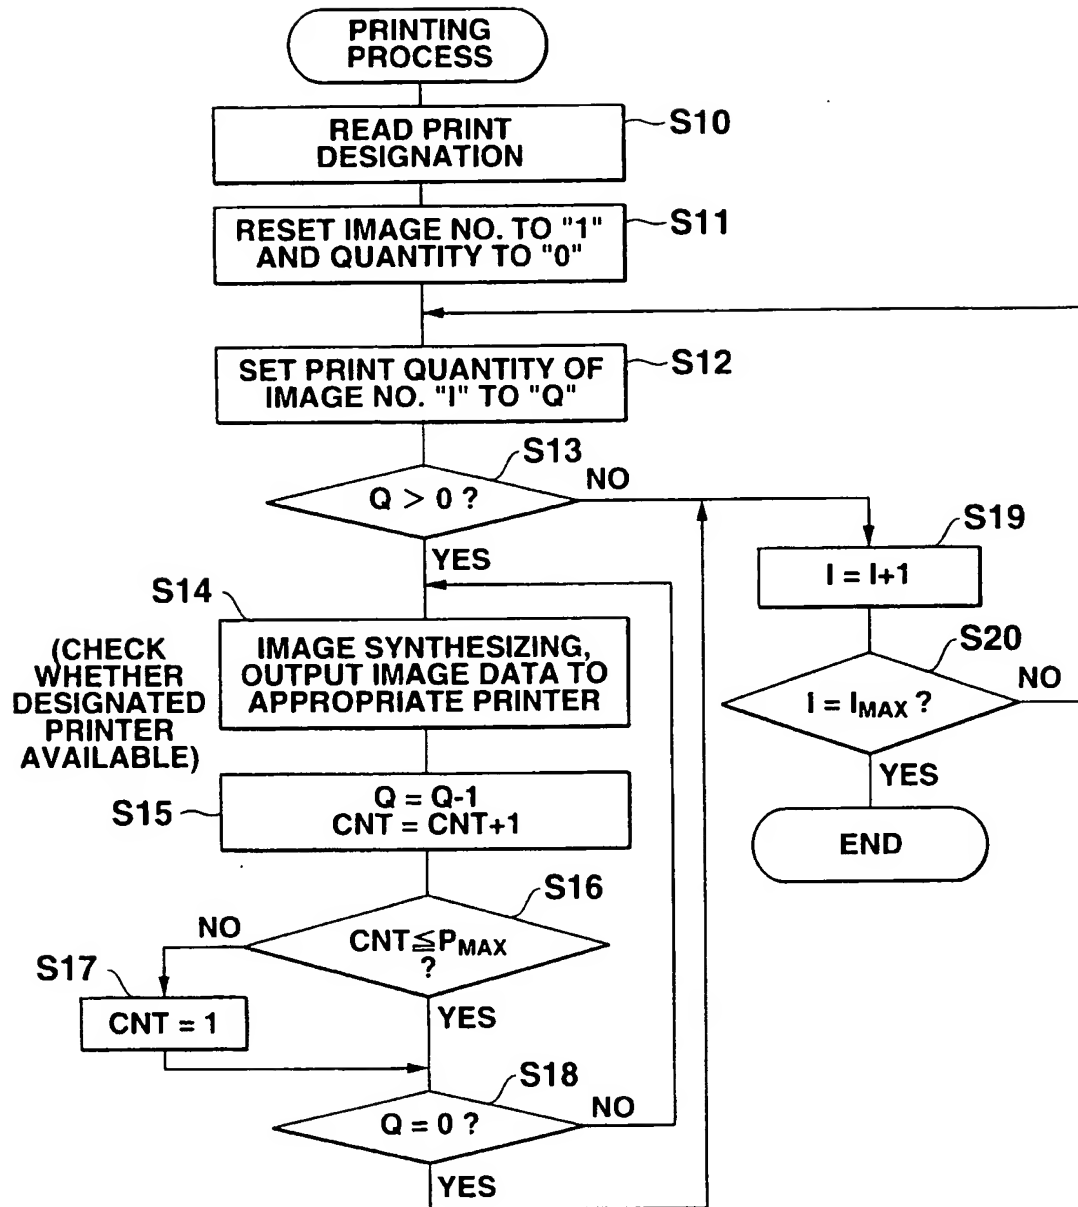 PRINTING
PROCESS
READ PRINT
DESIGNATION
S10
RESET IMAGE NO. TO "1"
AND QUANTITY TO "0"
S11
SET PRINT QUANTITY OF
IMAGE NO. "I" TO "Q"
S12
S13
Q > 0 ?
NO
YES
S14
(CHECK
WHETHER
DESIGNATED
PRINTER
AVAILABLE)
IMAGE SYNTHESIZING,
OUTPUT IMAGE DATA TO
APPROPRIATE PRINTER
S15
Q = Q-1
CNT = CNT+1
S16
CNT≦PMAX
?
NO
YES
S17
CNT = 1
S18
Q = 0 ?
NO
YES
S19
I = I+1
S20
I = IMAX ?
NO
YES
END